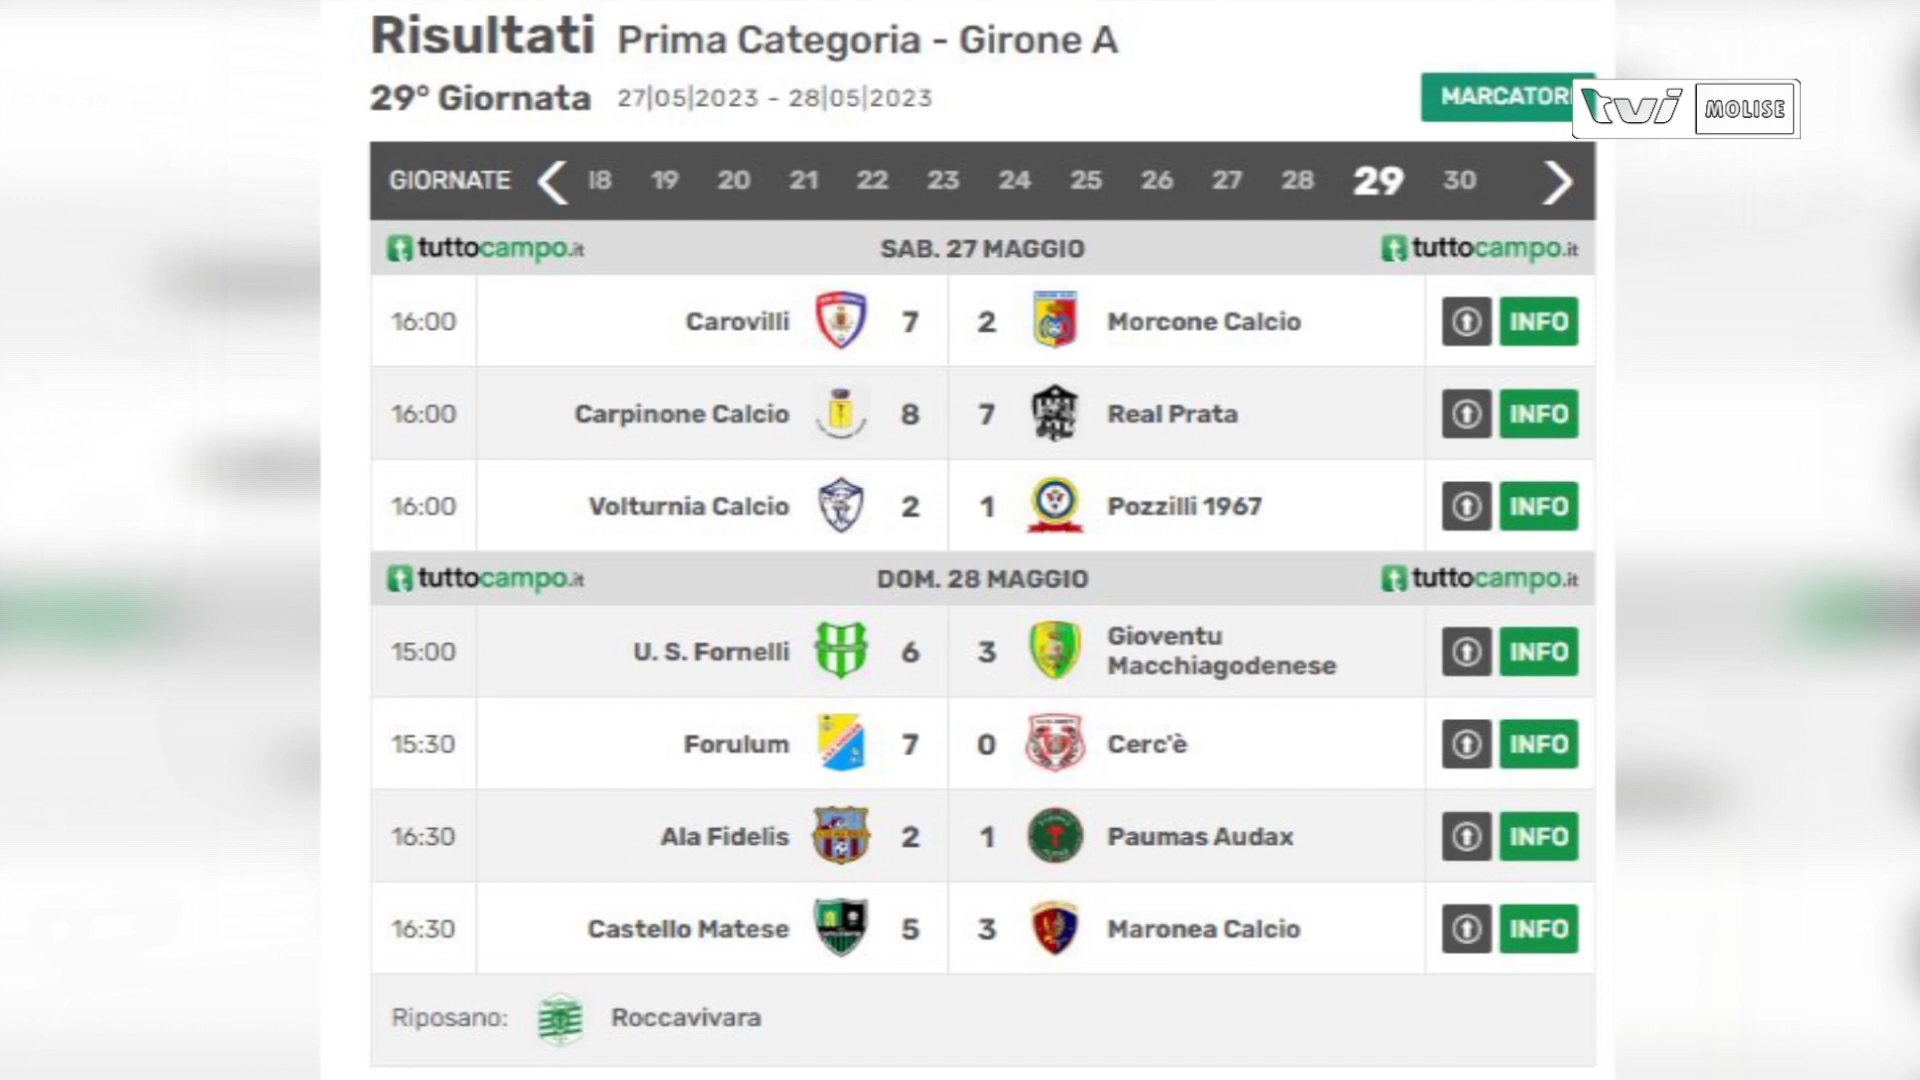 Risultati Prima Categoria - Girone A
29° Giornata 27|05|2023 - 28|05|2023
MARCATORI
tvi MOLISE
GIORNATE 18 19 20 21 22 23 24 25 26 27 28 29 30
tuttocampo.it SAB. 27 MAGGIO tuttocampo.it
16:00 Carovilli 7 2 Morcone Calcio INFO
16:00 Carpinone Calcio 8 7 Real Prata INFO
16:00 Volturnia Calcio 2 1 Pozzilli 1967 INFO
tuttocampo.it DOM. 28 MAGGIO tuttocampo.it
15:00 U. S. Fornelli 6 3 Gioventu
Macchiagodenese INFO
15:30 Forulum 7 0 Cerc'è INFO
16:30 Ala Fidelis 2 1 Paumas Audax INFO
16:30 Castello Matese 5 3 Maronea Calcio INFO
Riposano: Roccavivara